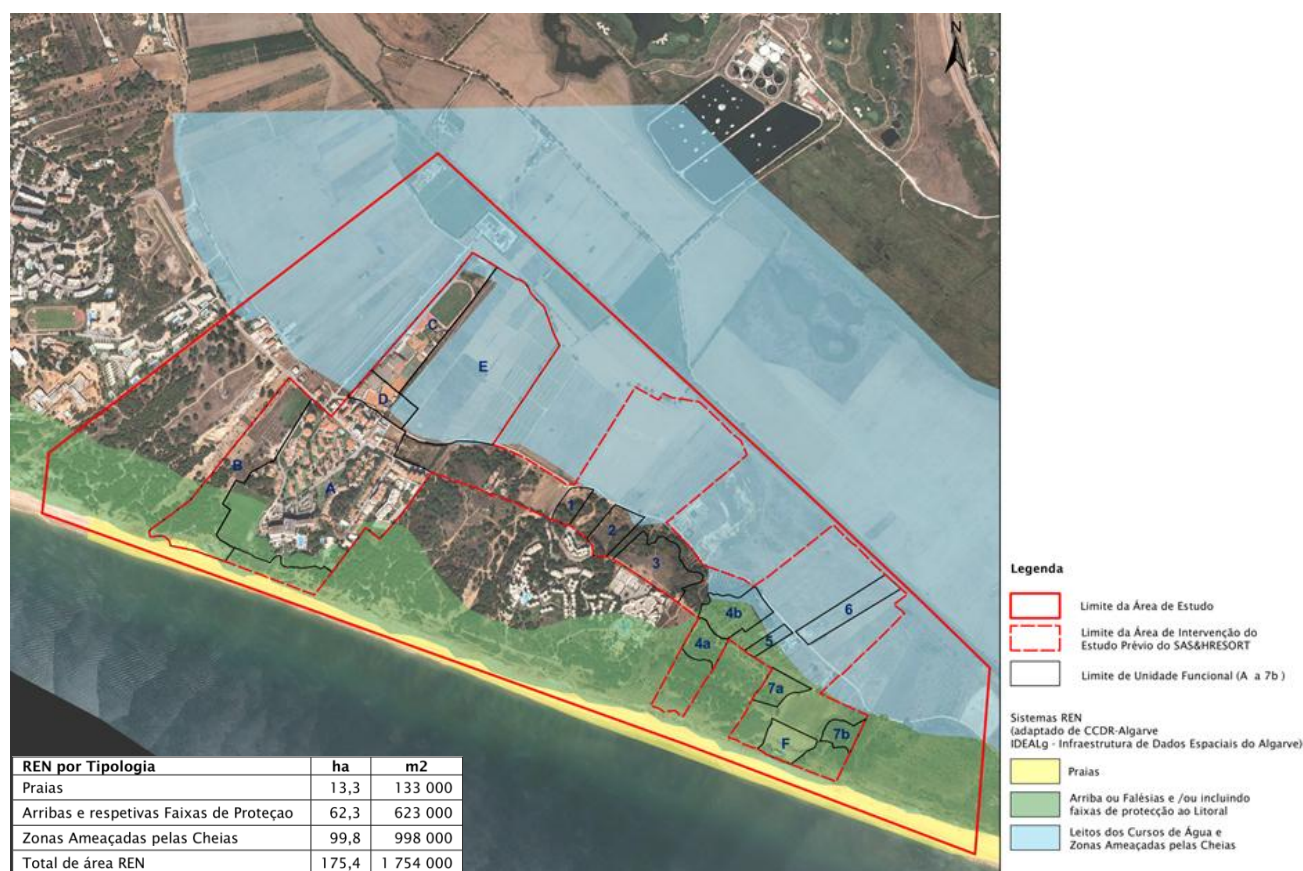 N
C
E
D
B
A
1
2
3
4b
6
4a
5
7a
7b
F
Legenda
Limite da Área de Estudo
Limite da Área de Intervenção do
Estudo Prévio do SAS&HRESORT
Limite de Unidade Funcional (A a 7b )
Sistemas REN
(adaptado de CCDR-Algarve
IDEALg - Infraestrutura de Dados Espaciais do Algarve)
Praias
Arriba ou Falésias e /ou incluindo
faixas de protecção ao Litoral
Leitos dos Cursos de Água e
Zonas Ameaçadas pelas Cheias
REN por Tipologia ha m2
Praias 13,3 133 000
Arribas e respetivas Faixas de Proteçao 62,3 623 000
Zonas Ameaçadas pelas Cheias 99,8 998 000
Total de área REN 175,4 1 754 000